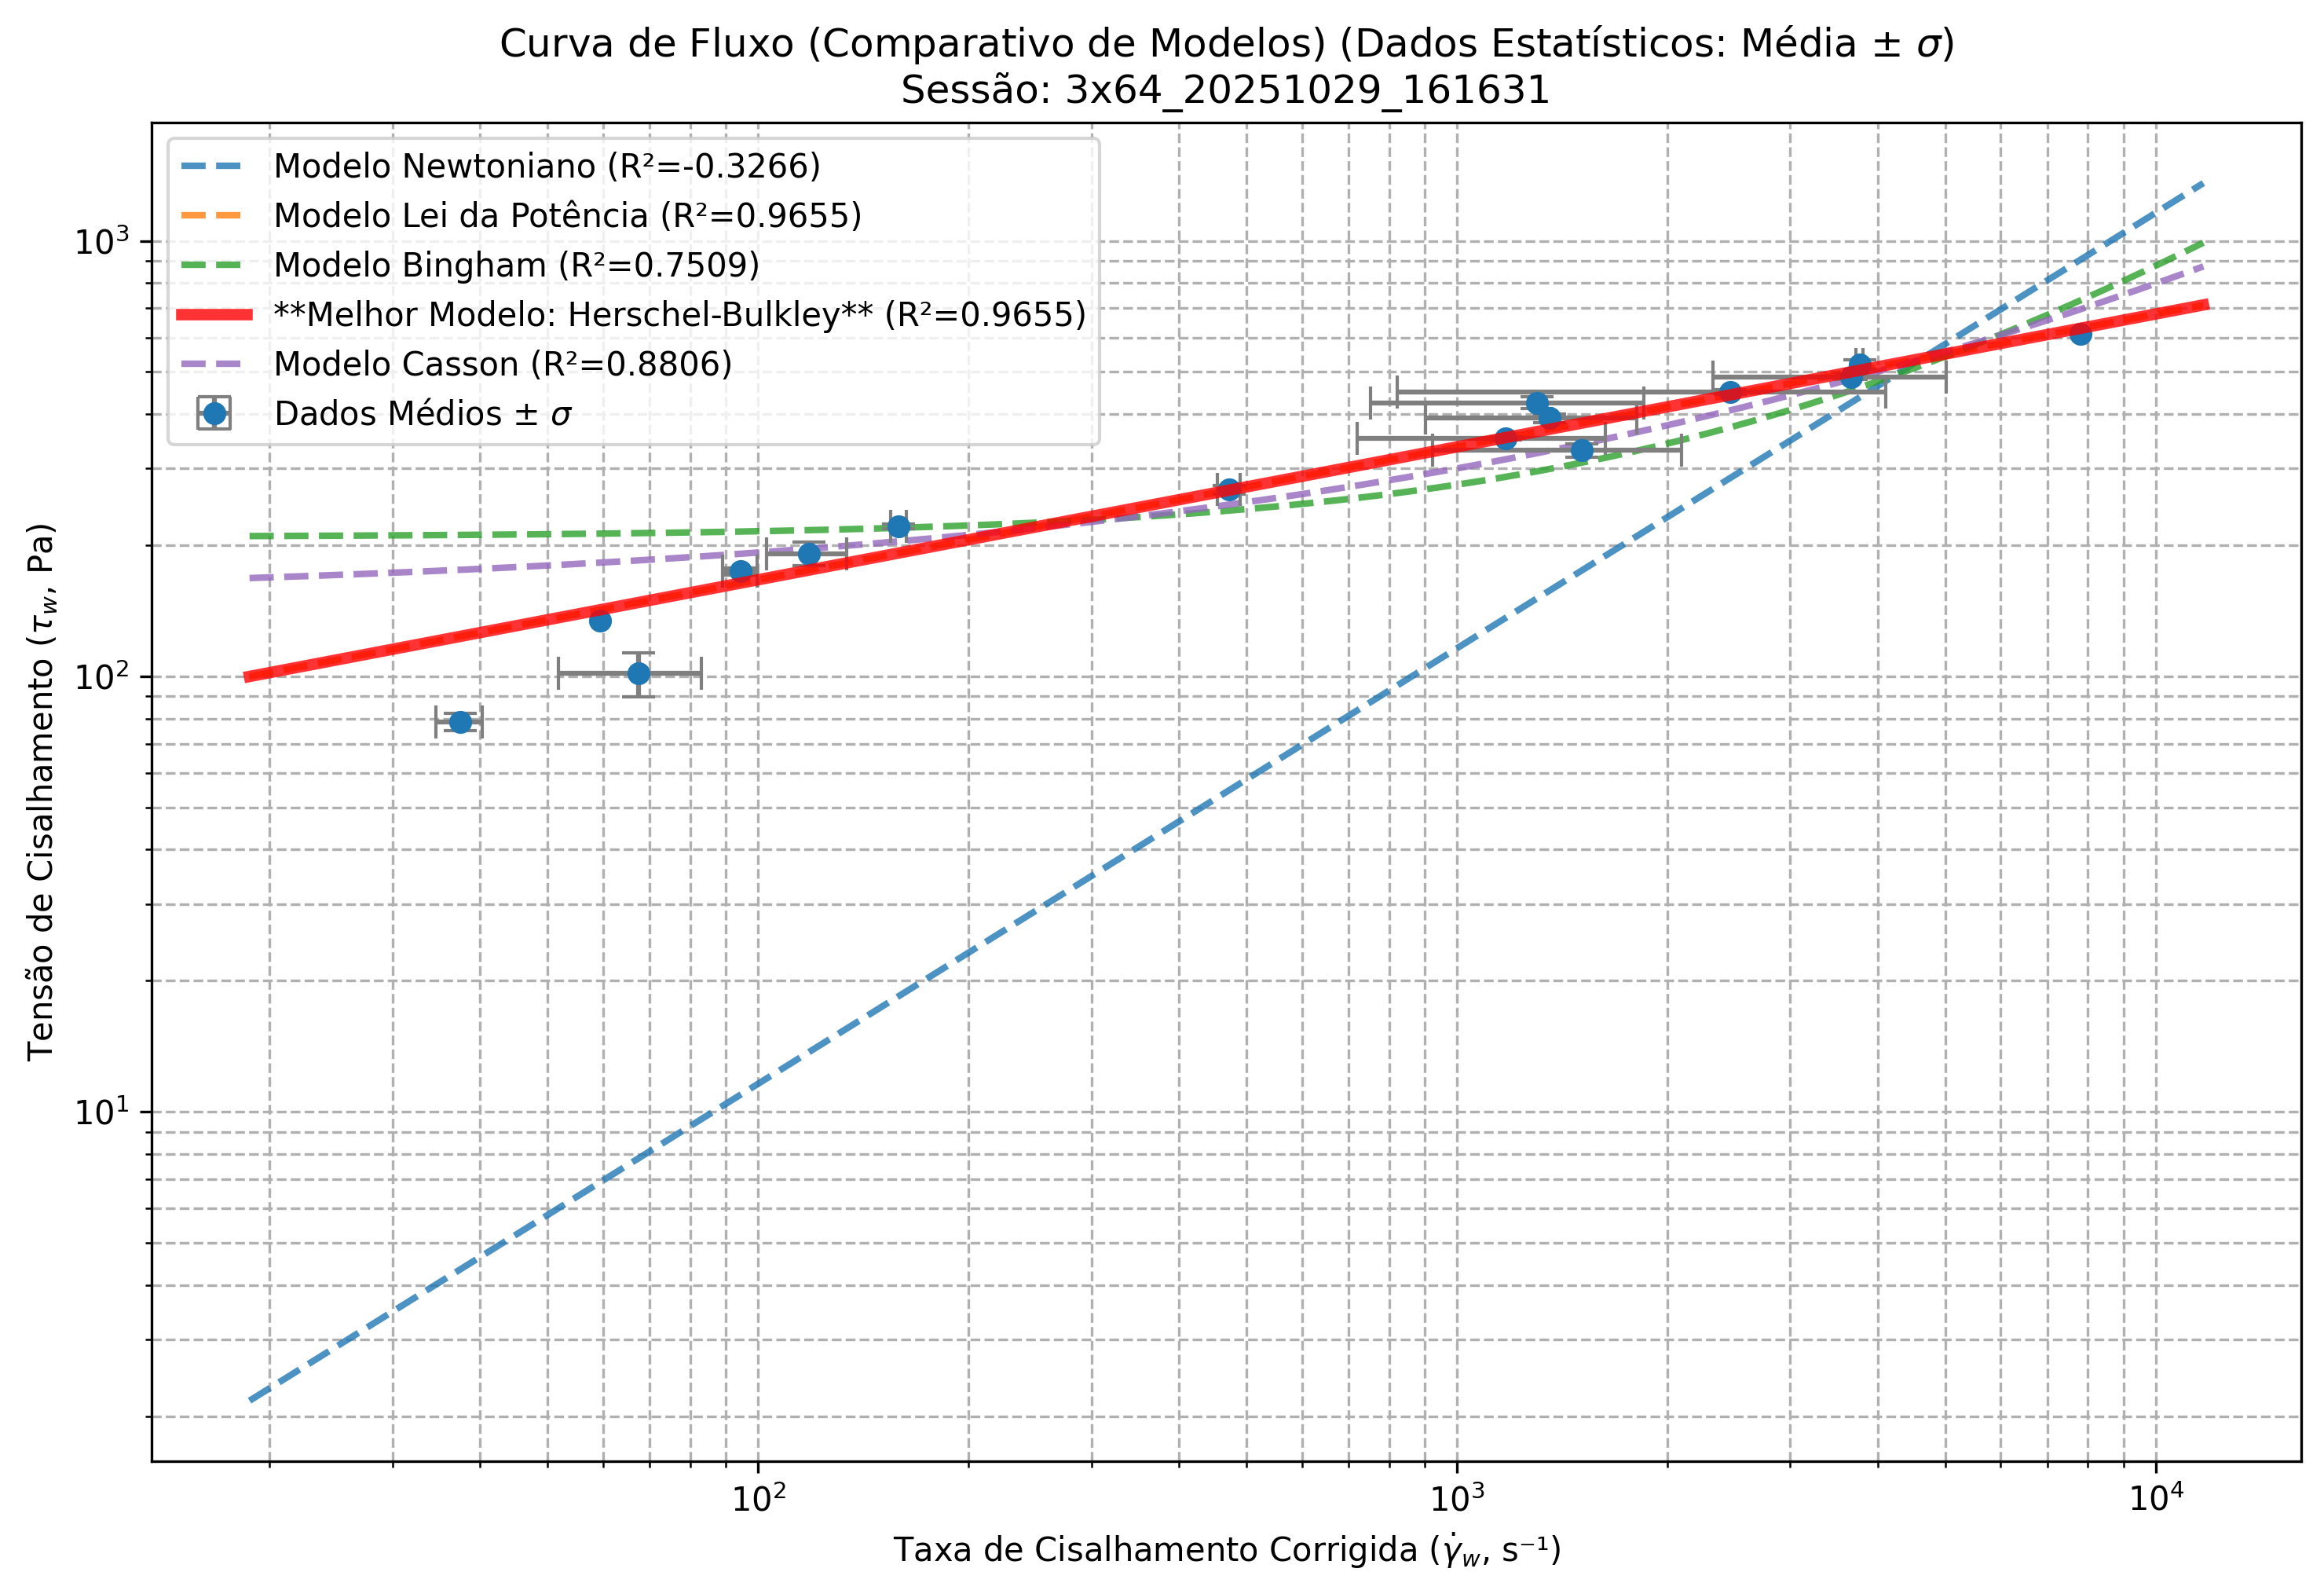 Curva de Fluxo (Comparativo de Modelos) (Dados Estatísticos: Média ± σ)
Sessão: 3x64_20251029_161631
Modelo Newtoniano (R²=-0.3266)
Modelo Lei da Potência (R²=0.9655)
Modelo Bingham (R²=0.7509)
**Melhor Modelo: Herschel-Bulkley** (R²=0.9655)
Modelo Casson (R²=0.8806)
Dados Médios ± σ
Tensão de Cisalhamento (τ_w, Pa)
10³
10²
10¹
10²
10³
10⁴
Taxa de Cisalhamento Corrigida (γ̇_w, s⁻¹)